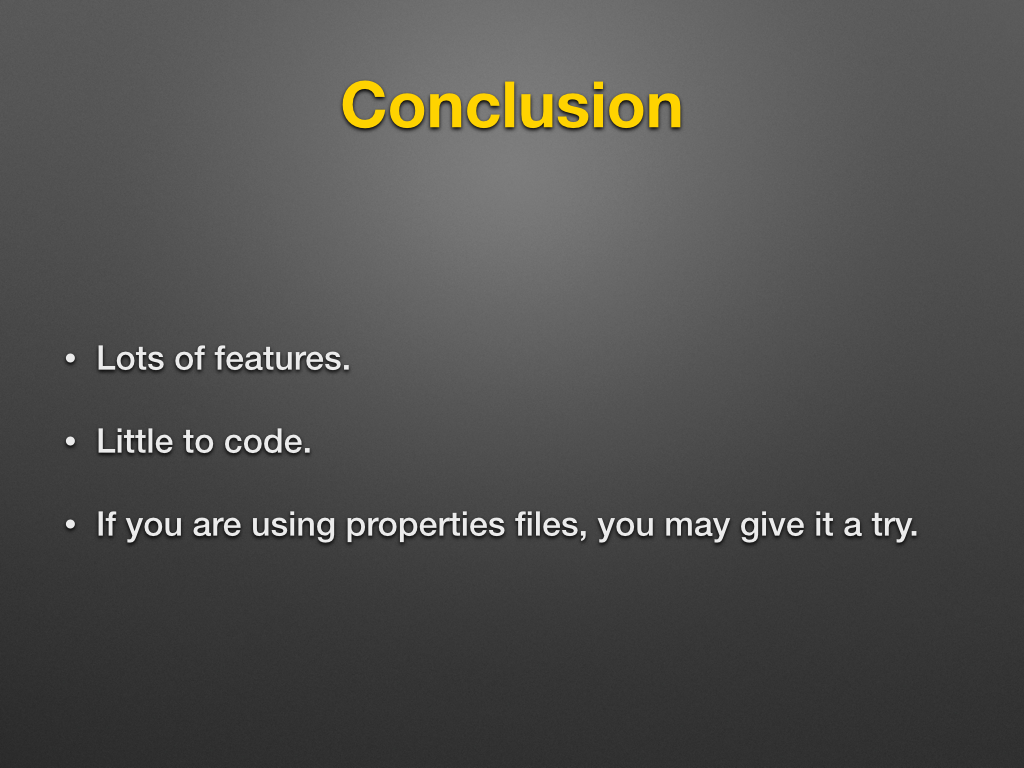 Conclusion
• Lots of features.
• Little to code.
• If you are using properties files, you may give it a try.